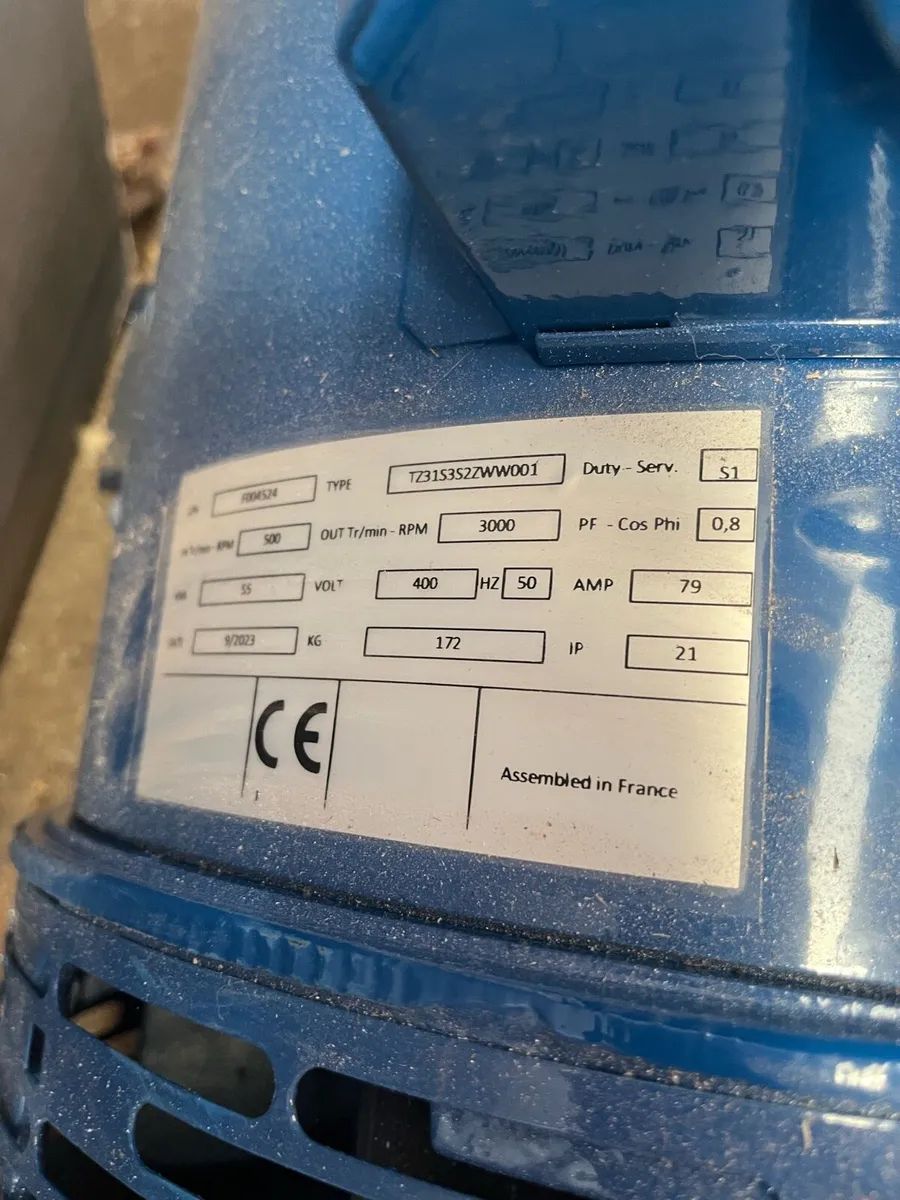 F004524 TYPE TZ31S3S2ZWW001 Duty - Serv. S1
500 OUT Tr/min - RPM 3000 PF - Cos Phi 0,8
55 VOLT 400 HZ 50 AMP 79
9/2023 KG 172 IP 21
CE
Assembled in France